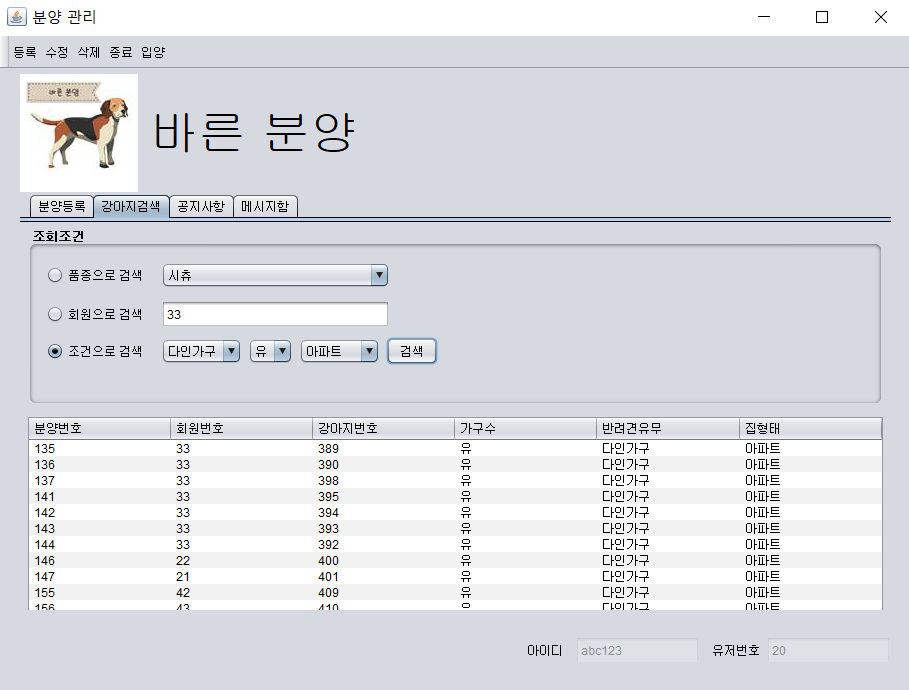 분양 관리
등록 수정 삭제 종료 입양
바른 분양
바른 분양
분양등록 강아지검색 공지사항 메시지함
조회조건
품종으로 검색 시츄
회원으로 검색 33
조건으로 검색 다인가구 유 아파트 검색
분양번호 회원번호 강아지번호 가구수 반려견유무 집형태
135 33 389 유 다인가구 아파트
136 33 390 유 다인가구 아파트
137 33 398 유 다인가구 아파트
141 33 395 유 다인가구 아파트
142 33 394 유 다인가구 아파트
143 33 393 유 다인가구 아파트
144 33 392 유 다인가구 아파트
146 22 400 유 다인가구 아파트
147 21 401 유 다인가구 아파트
155 42 409 유 다인가구 아파트
156 43 410 유 다인가구 아파트
아이디 abc123 유저번호 20